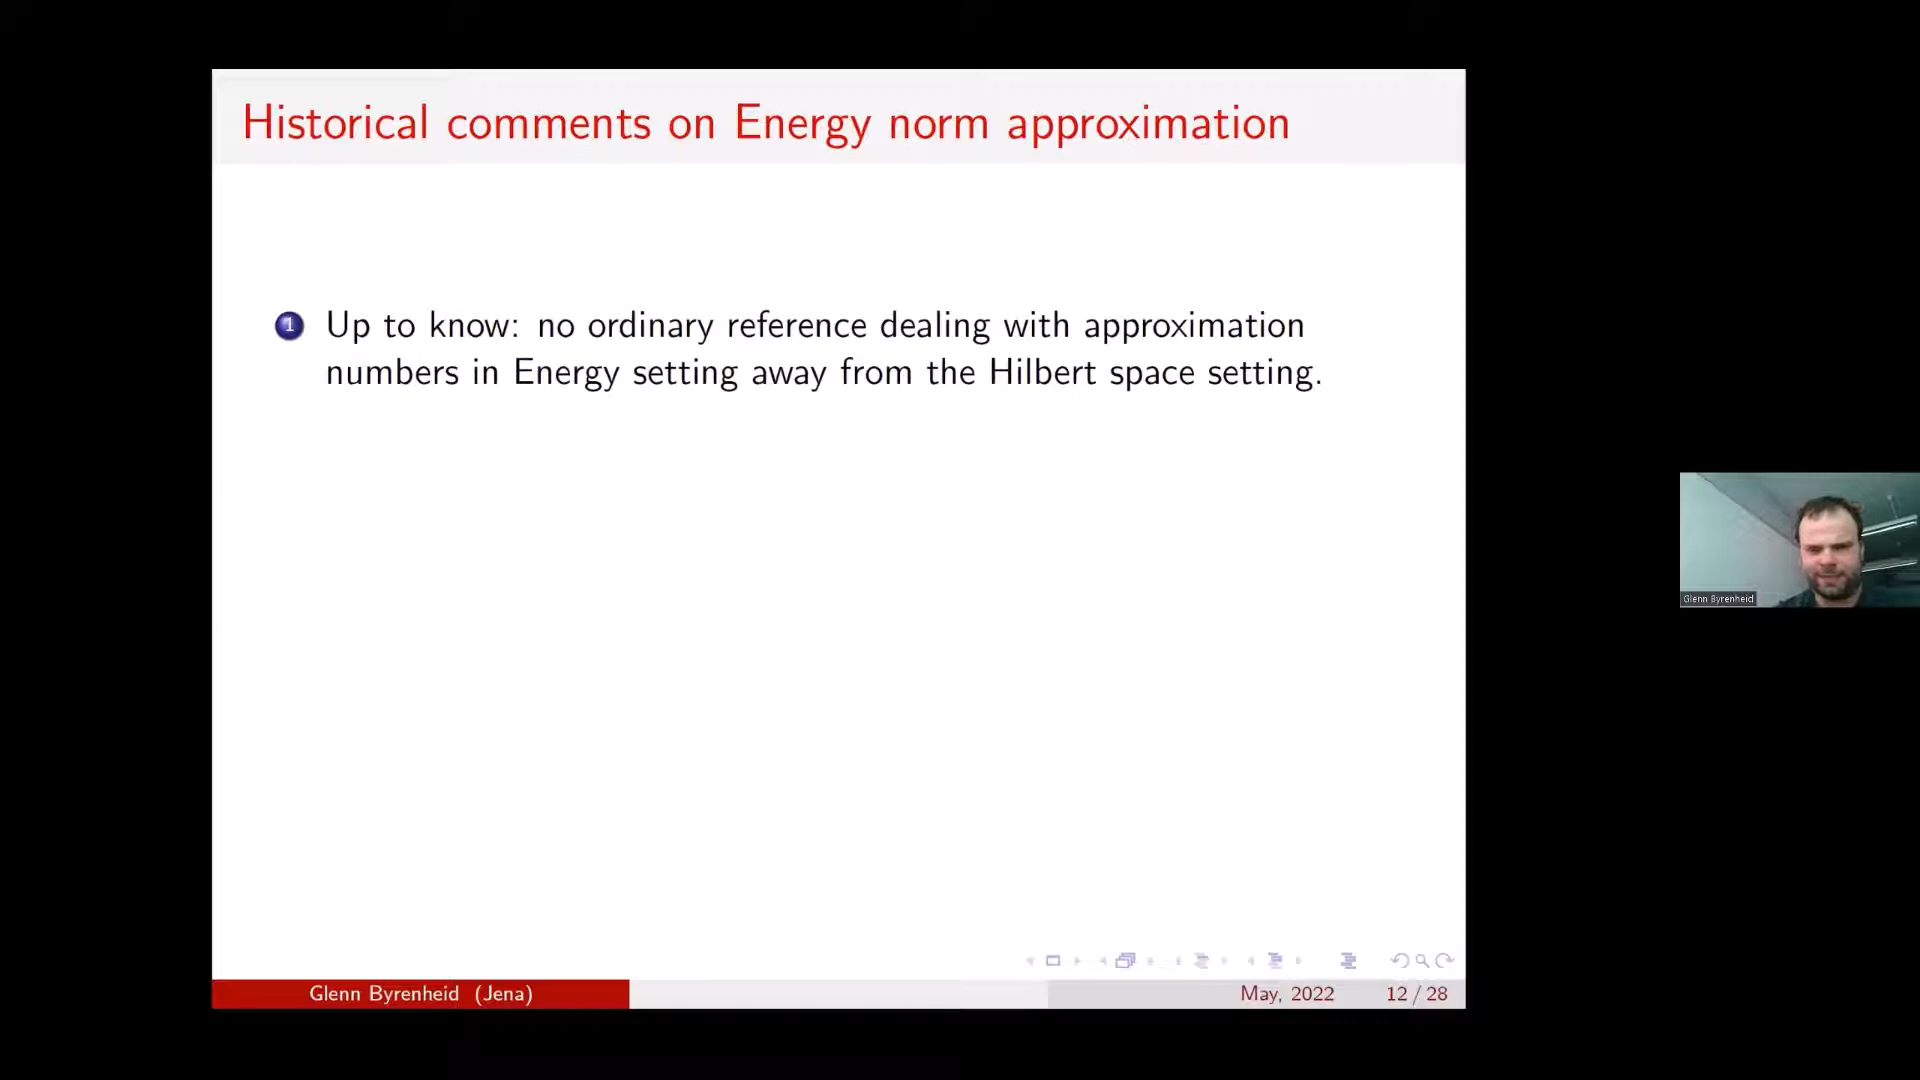 Historical comments on Energy norm approximation
1 Up to know: no ordinary reference dealing with approximation
numbers in Energy setting away from the Hilbert space setting.
Glenn Byrenheid
Glenn Byrenheid (Jena)
May, 2022
12 / 28